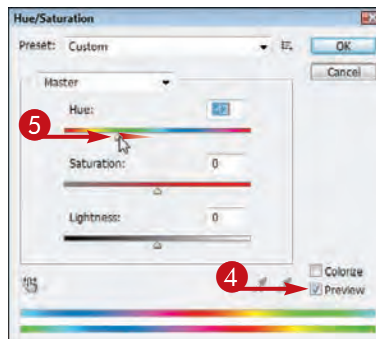 Hue/Saturation
Preset: Custom
OK
Cancel
Master
Hue:
5
Saturation: 0
Lightness: 0
4
Colorize
Preview